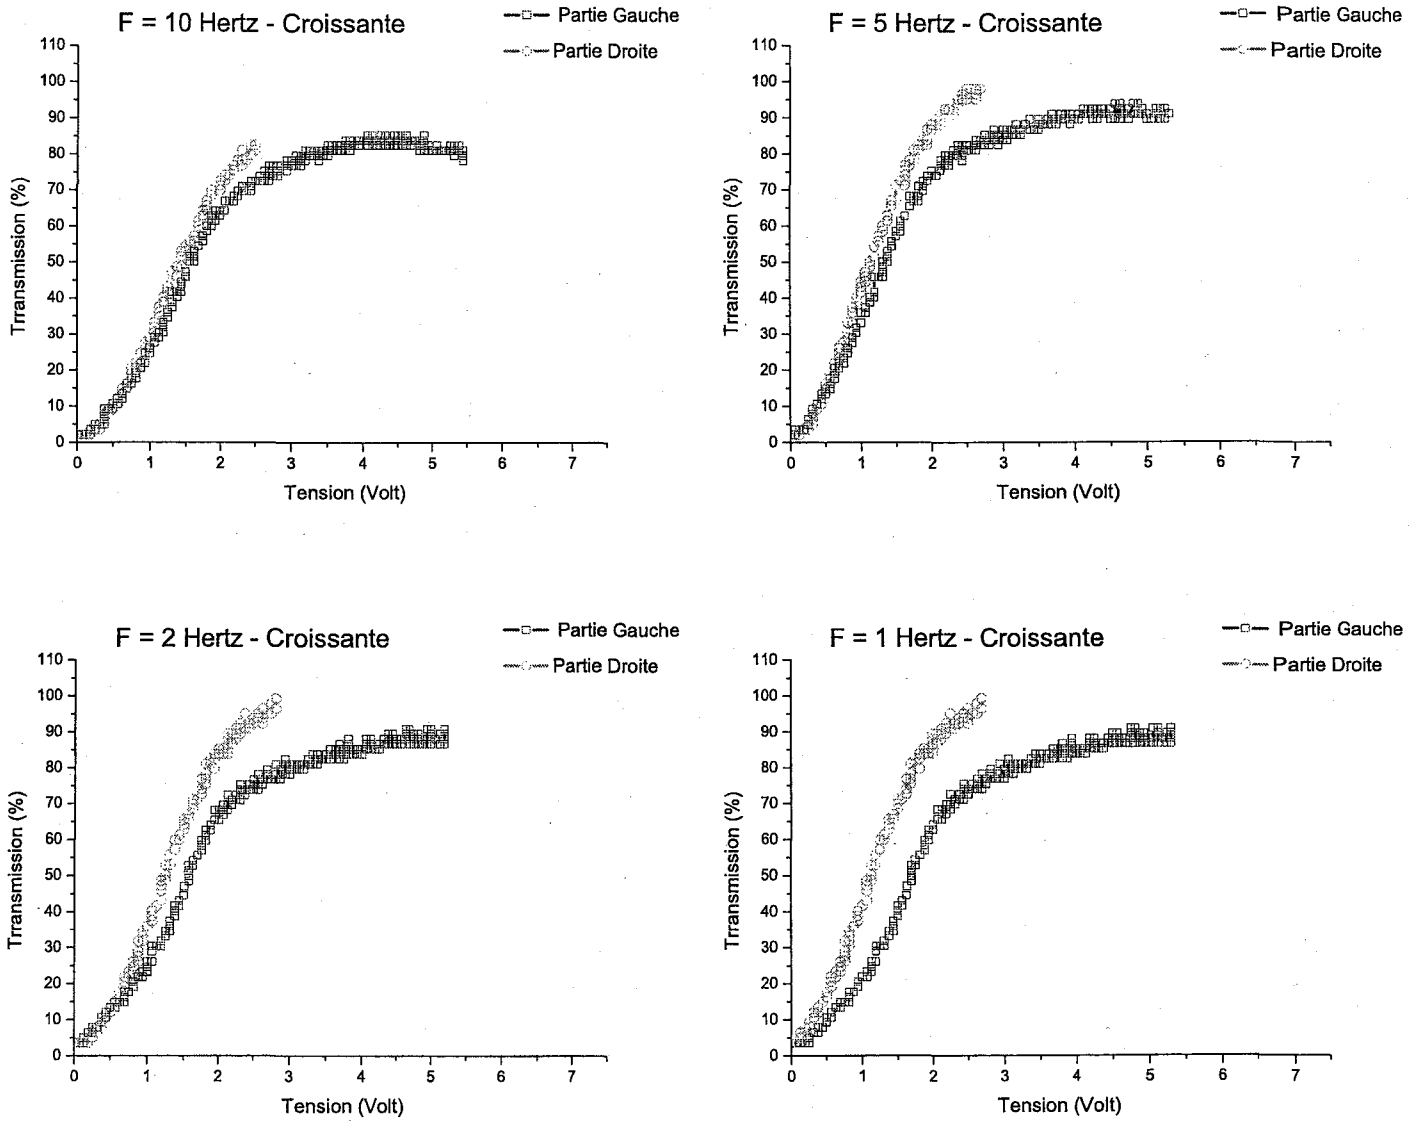 F = 10 Hertz - Croissante
Partie Gauche
Partie Droite
110
100
90
80
70
60
50
40
30
20
10
0
Trransmission (%)
0 1 2 3 4 5 6 7
Tension (Volt)
F = 5 Hertz - Croissante
Partie Gauche
Partie Droite
110
100
90
80
70
60
50
40
30
20
10
0
Trransmission (%)
0 1 2 3 4 5 6 7
Tension (Volt)
F = 2 Hertz - Croissante
Partie Gauche
Partie Droite
110
100
90
80
70
60
50
40
30
20
10
0
Trransmission (%)
0 1 2 3 4 5 6 7
Tension (Volt)
F = 1 Hertz - Croissante
Partie Gauche
Partie Droite
110
100
90
80
70
60
50
40
30
20
10
0
Trransmission (%)
0 1 2 3 4 5 6 7
Tension (Volt)